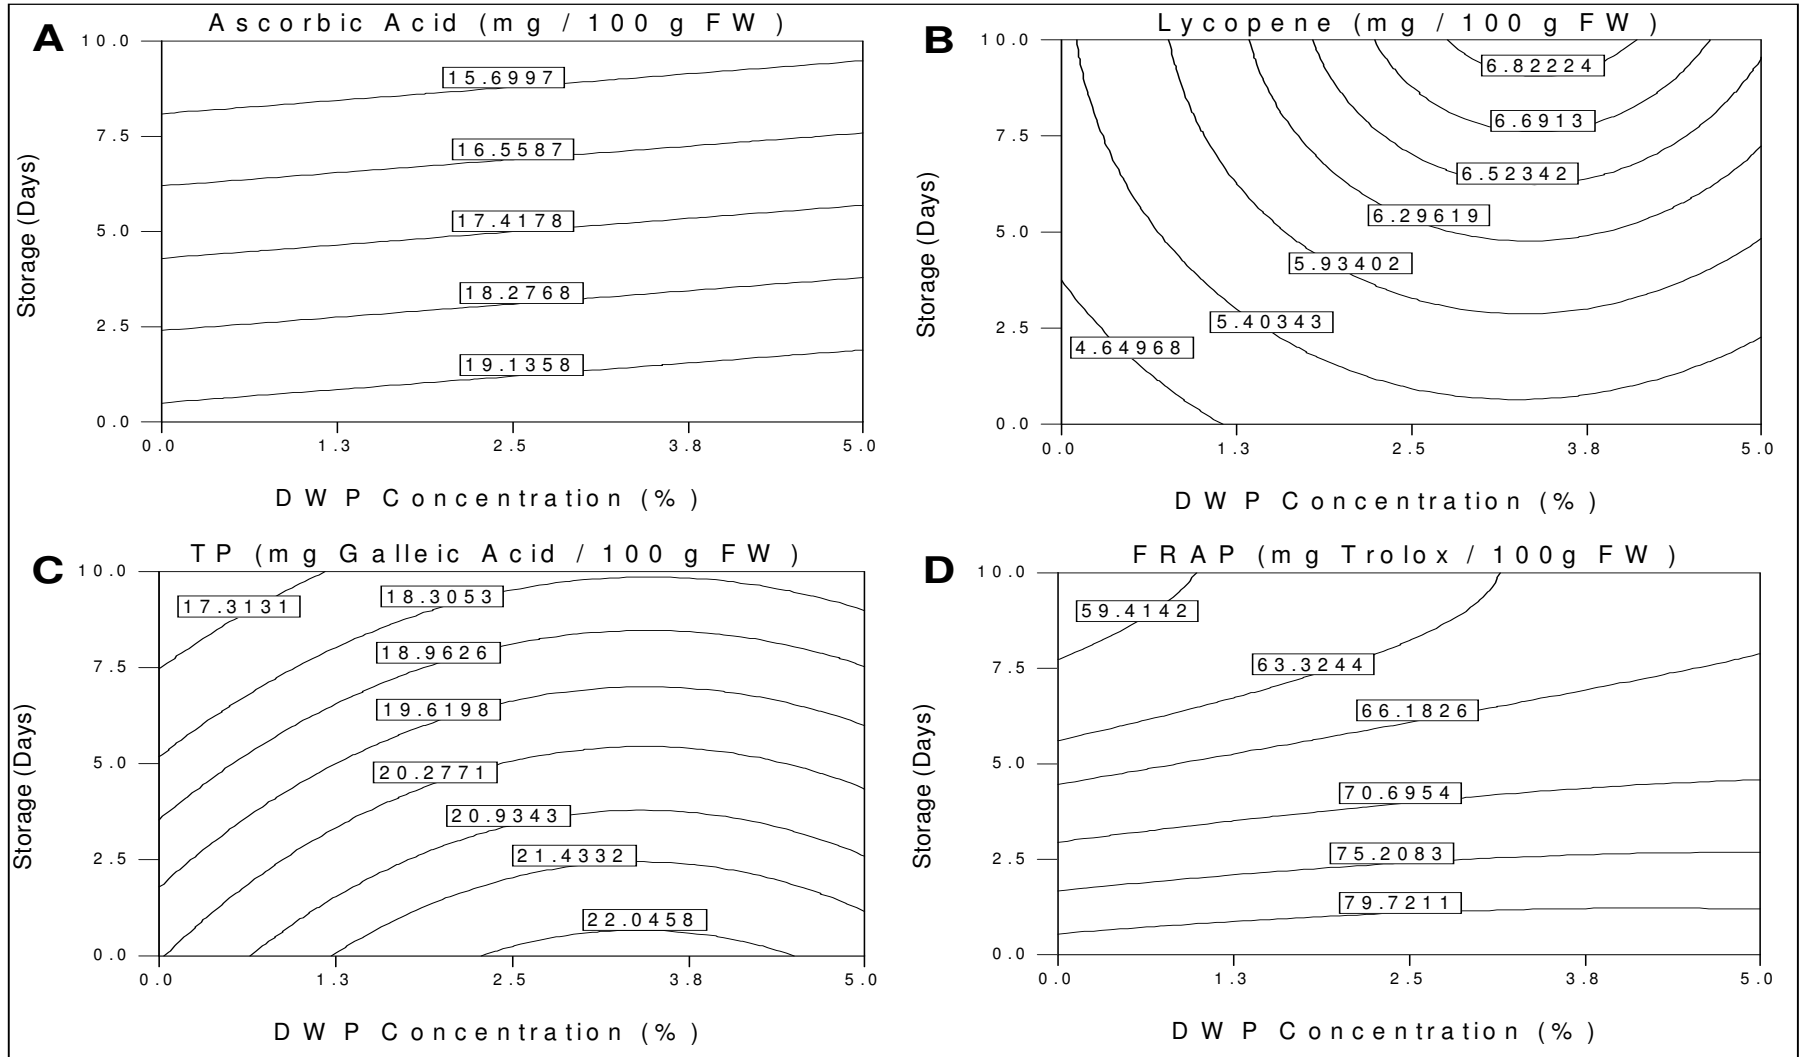 A
Ascorbic Acid (mg / 100 g FW)
10.0
7.5
5.0
2.5
0.0
Storage (Days)
15.6997
16.5587
17.4178
18.2768
19.1358
0.0 1.3 2.5 3.8 5.0
DWP Concentration (%)
B
Lycopene (mg / 100 g FW)
10.0
7.5
5.0
2.5
0.0
Storage (Days)
6.82224
6.6913
6.52342
6.29619
5.93402
5.40343
4.64968
0.0 1.3 2.5 3.8 5.0
DWP Concentration (%)
C
TP (mg Galleic Acid / 100 g FW)
10.0
7.5
5.0
2.5
0.0
Storage (Days)
17.3131
18.3053
18.9626
19.6198
20.2771
20.9343
21.4332
22.0458
0.0 1.3 2.5 3.8 5.0
DWP Concentration (%)
D
FRAP (mg Trolox / 100g FW)
10.0
7.5
5.0
2.5
0.0
Storage (Days)
59.4142
63.3244
66.1826
70.6954
75.2083
79.7211
0.0 1.3 2.5 3.8 5.0
DWP Concentration (%)